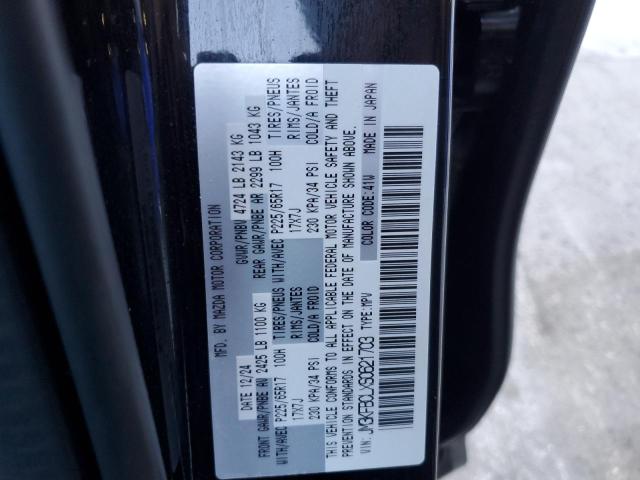 MFD. BY MAZDA MOTOR CORPORATION
DATE 12/24 GVWR/PNBV 4724 LB 2143 KG
FRONT GAWR/PNBE AV 2425 LB 1100 KG REAR GAWR/PNBE AR 2299 LB 1043 KG
WITH/AVEC P225/65R17 100H TIRES/PNEUS WITH/AVEC P225/65R17 100H TIRES/PNEUS
17X7J RIMS/JANTES 17X7J RIMS/JANTES
230 KPA/34 PSI COLD/A FROID 230 KPA/34 PSI COLD/A FROID
THIS VEHICLE CONFORMS TO ALL APPLICABLE FEDERAL MOTOR VEHICLE SAFETY AND THEFT
PREVENTION STANDARDS IN EFFECT ON THE DATE OF MANUFACTURE SHOWN ABOVE.
VIN: TYPE: MPV COLOR CODE: 41W MADE IN JAPAN